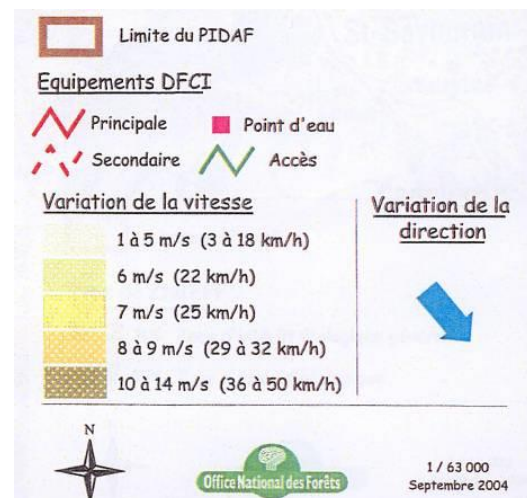 Limite du PIDAF
Equipements DFCI
Principale
Point d'eau
Secondaire
Accès
Variation de la vitesse
1 à 5 m/s (3 à 18 km/h)
6 m/s (22 km/h)
7 m/s (25 km/h)
8 à 9 m/s (29 à 32 km/h)
10 à 14 m/s (36 à 50 km/h)
Variation de la
direction
N
Office National des Forêts
1 / 63 000
Septembre 2004